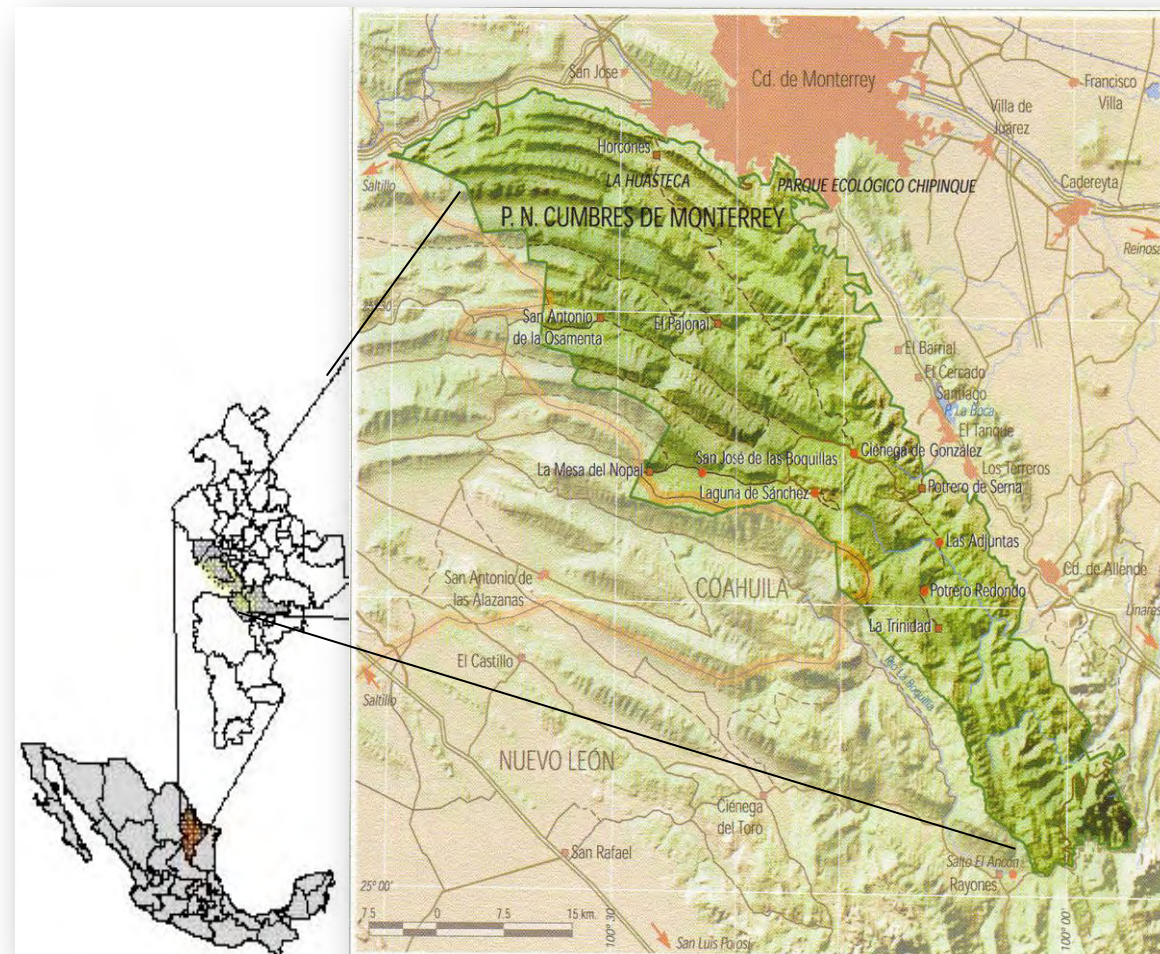 Cd. de Monterrey
San Jose
Francisco
Villa
Villa de
Juárez
Horcones
LA HUASTECA
PARQUE ECOLÓGICO CHIPINQUE
Cadereyta
Saltillo
P. N. CUMBRES DE MONTERREY
Reinosa
San Antonio
de la Osamenta
El Pajonal
El Barrial
El Cercado
Santiago
P. La Boca
El Tanque
San José de las Boquillas
Ciénega de González
La Mesa del Nopal
Los Terreros
Laguna de Sánchez
Potrero de Serna
Las Adjuntas
San Antonio de
las Alazanas
COAHUILA
Cd. de Allende
Potrero Redondo
Linares
La Trinidad
El Castillo
Río La Boquilla
Saltillo
NUEVO LEÓN
Ciénega
del Toro
San Rafael
Salto El Ancón
Rayones
25° 00'
7.5 0 7.5 15 km.
100° 30'
100° 00'
San Luis Potosí